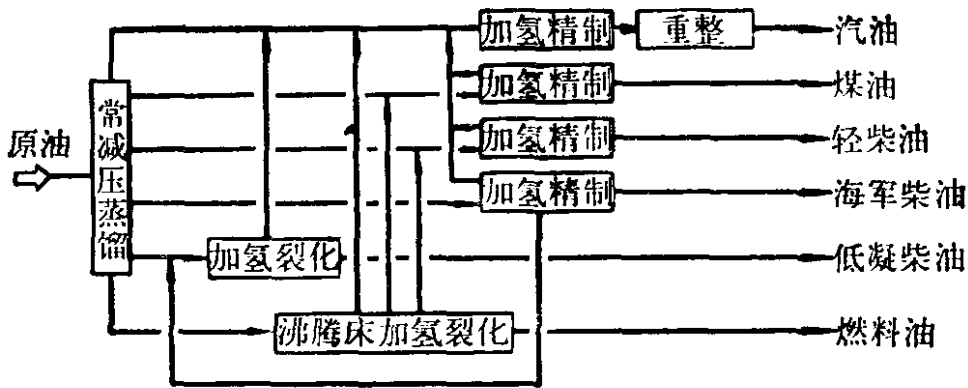 加氢精制
重整
汽油
加氢精制
煤油
常减压蒸馏
原油
加氢精制
轻柴油
加氢精制
海军柴油
加氢裂化
低凝柴油
沸腾床加氢裂化
燃料油